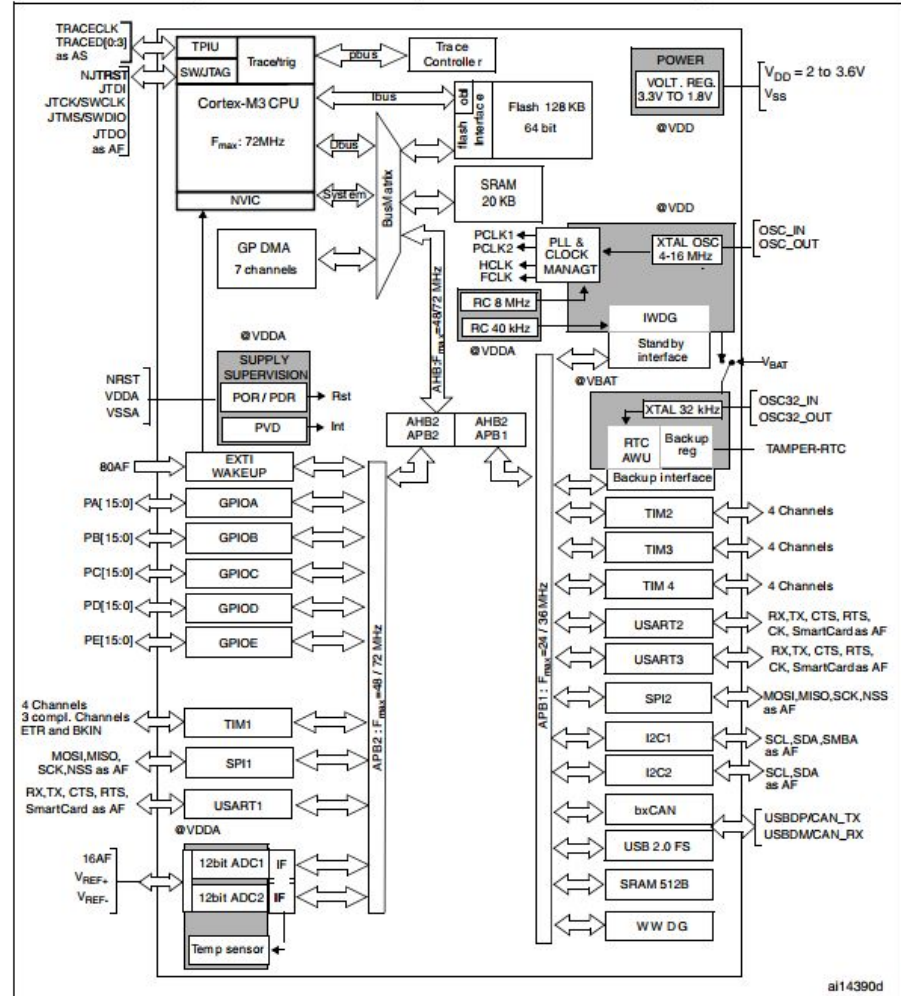 TRACECLK
TRACED[0:3]
as AS
NJTRST
JTDI
JTCK/SWCLK
JTMS/SWDIO
JTDO
as AF
TPIU
SW/JTAG
Trace/trig
Cortex-M3 CPU
Fmax: 72MHz
NVIC
pbus
Trace
Controller
Ibus
Dbus
System
BusMatrix
flash obl
Interface
Flash 128 KB
64 bit
SRAM
20 KB
GP DMA
7 channels
AHB:Fmax=48/72 MHz
POWER
VOLT. REG.
3.3V TO 1.8V
@VDD
VDD = 2 to 3.6V
VSS
@VDD
PCLK1
PCLK2
HCLK
FCLK
PLL &
CLOCK
MANAGT
XTAL OSC
4-16 MHz
OSC_IN
OSC_OUT
RC 8 MHz
RC 40 kHz
@VDDA
IWDG
Standby
interface
@VBAT
VBAT
XTAL 32 kHz
OSC32_IN
OSC32_OUT
RTC
AWU
Backup
reg
TAMPER-RTC
Backup interface
@VDDA
SUPPLY
SUPERVISION
NRST
VDDA
VSSA
POR / PDR
Rst
PVD
Int
AHB2
APB2
AHB2
APB1
80AF
EXTI
WAKEUP
PA[15:0]
GPIOA
PB[15:0]
GPIOB
PC[15:0]
GPIOC
PD[15:0]
GPIOD
PE[15:0]
GPIOE
4 Channels
3 compl. Channels
ETR and BKIN
TIM1
MOSI,MISO,
SCK,NSS as AF
SPI1
RX,TX, CTS, RTS,
SmartCard as AF
USART1
@VDDA
16AF
VREF+
VREF-
12bit ADC1
IF
12bit ADC2
IF
Temp sensor
APB2 : Fmax=48 / 72 MHz
APB1 : Fmax=24 / 36 MHz
TIM2
4 Channels
TIM3
4 Channels
TIM 4
4 Channels
USART2
RX,TX, CTS, RTS,
CK, SmartCard as AF
USART3
RX,TX, CTS, RTS,
CK, SmartCard as AF
SPI2
MOSI,MISO,SCK,NSS
as AF
I2C1
SCL,SDA,SMBA
as AF
I2C2
SCL,SDA
as AF
bxCAN
USBDP/CAN_TX
USBDM/CAN_RX
USB 2.0 FS
SRAM 512B
WWDG
ai14390d